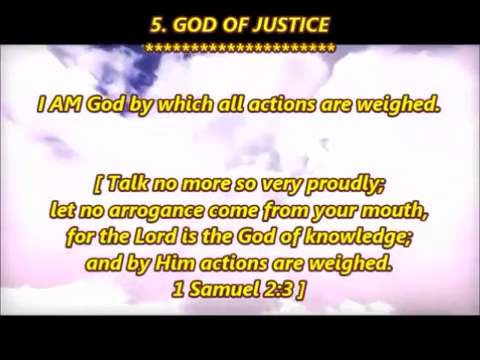 5. GOD OF JUSTICE
*********************
I AM God by which all actions are weighed.
[ Talk no more so very proudly;
let no arrogance come from your mouth,
for the Lord is the God of knowledge;
and by Him actions are weighed.
1 Samuel 2:3 ]